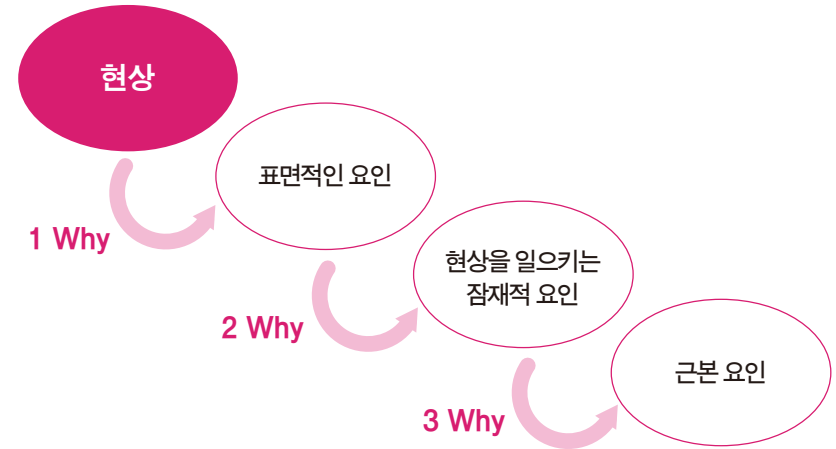 현상
표면적인 요인
1 Why
현상을 일으키는
잠재적 요인
2 Why
근본 요인
3 Why